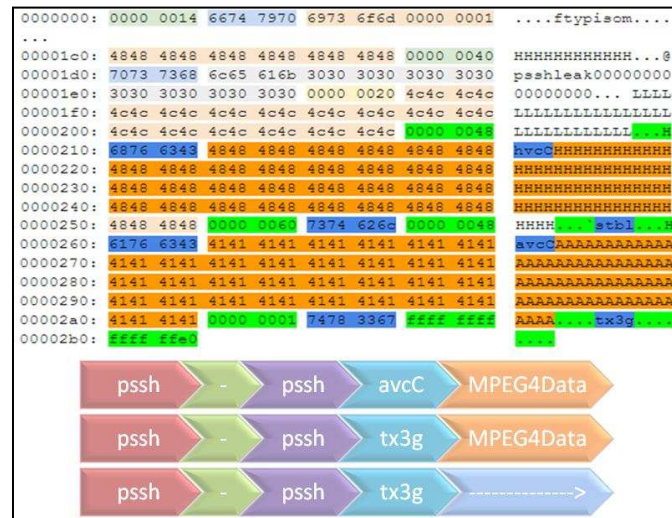 0000000: 0000 0014 6674 7970 6973 6f6d 0000 0001 ....ftypisom....
...
00001c0: 4848 4848 4848 4848 4848 4848 0000 0040 HHHHHHHHHHHH...@
00001d0: 7073 7368 6c65 616b 3030 3030 3030 3030 psshleak00000000
00001e0: 3030 3030 3030 3030 0000 0020 4c4c 4c4c 00000000... LLLL
00001f0: 4c4c 4c4c 4c4c 4c4c 4c4c 4c4c 4c4c 4c4c LLLLLLLLLLLLLLLL
0000200: 4c4c 4c4c 4c4c 4c4c 4c4c 4c4c 0000 0048 LLLLLLLLLLLL...H
0000210: 6876 6343 4848 4848 4848 4848 4848 4848 hvcCHHHHHHHHHHHH
0000220: 4848 4848 4848 4848 4848 4848 4848 4848 HHHHHHHHHHHHHHHH
0000230: 4848 4848 4848 4848 4848 4848 4848 4848 HHHHHHHHHHHHHHHH
0000240: 4848 4848 4848 4848 4848 4848 4848 4848 HHHHHHHHHHHHHHHH
0000250: 4848 4848 0000 0060 7374 626c 0000 0048 HHHH...`stbl...H
0000260: 6176 6343 4141 4141 4141 4141 4141 4141 avcCAAAAAAAAAAAA
0000270: 4141 4141 4141 4141 4141 4141 4141 4141 AAAAAAAAAAAAAAAA
0000280: 4141 4141 4141 4141 4141 4141 4141 4141 AAAAAAAAAAAAAAAA
0000290: 4141 4141 4141 4141 4141 4141 4141 4141 AAAAAAAAAAAAAAAA
00002a0: 4141 4141 0000 0001 7478 3367 ffff ffff AAAA....tx3g....
00002b0: ffff ffe0 ....
pssh - pssh avcC MPEG4Data
pssh - pssh tx3g MPEG4Data
pssh - pssh tx3g ------------->